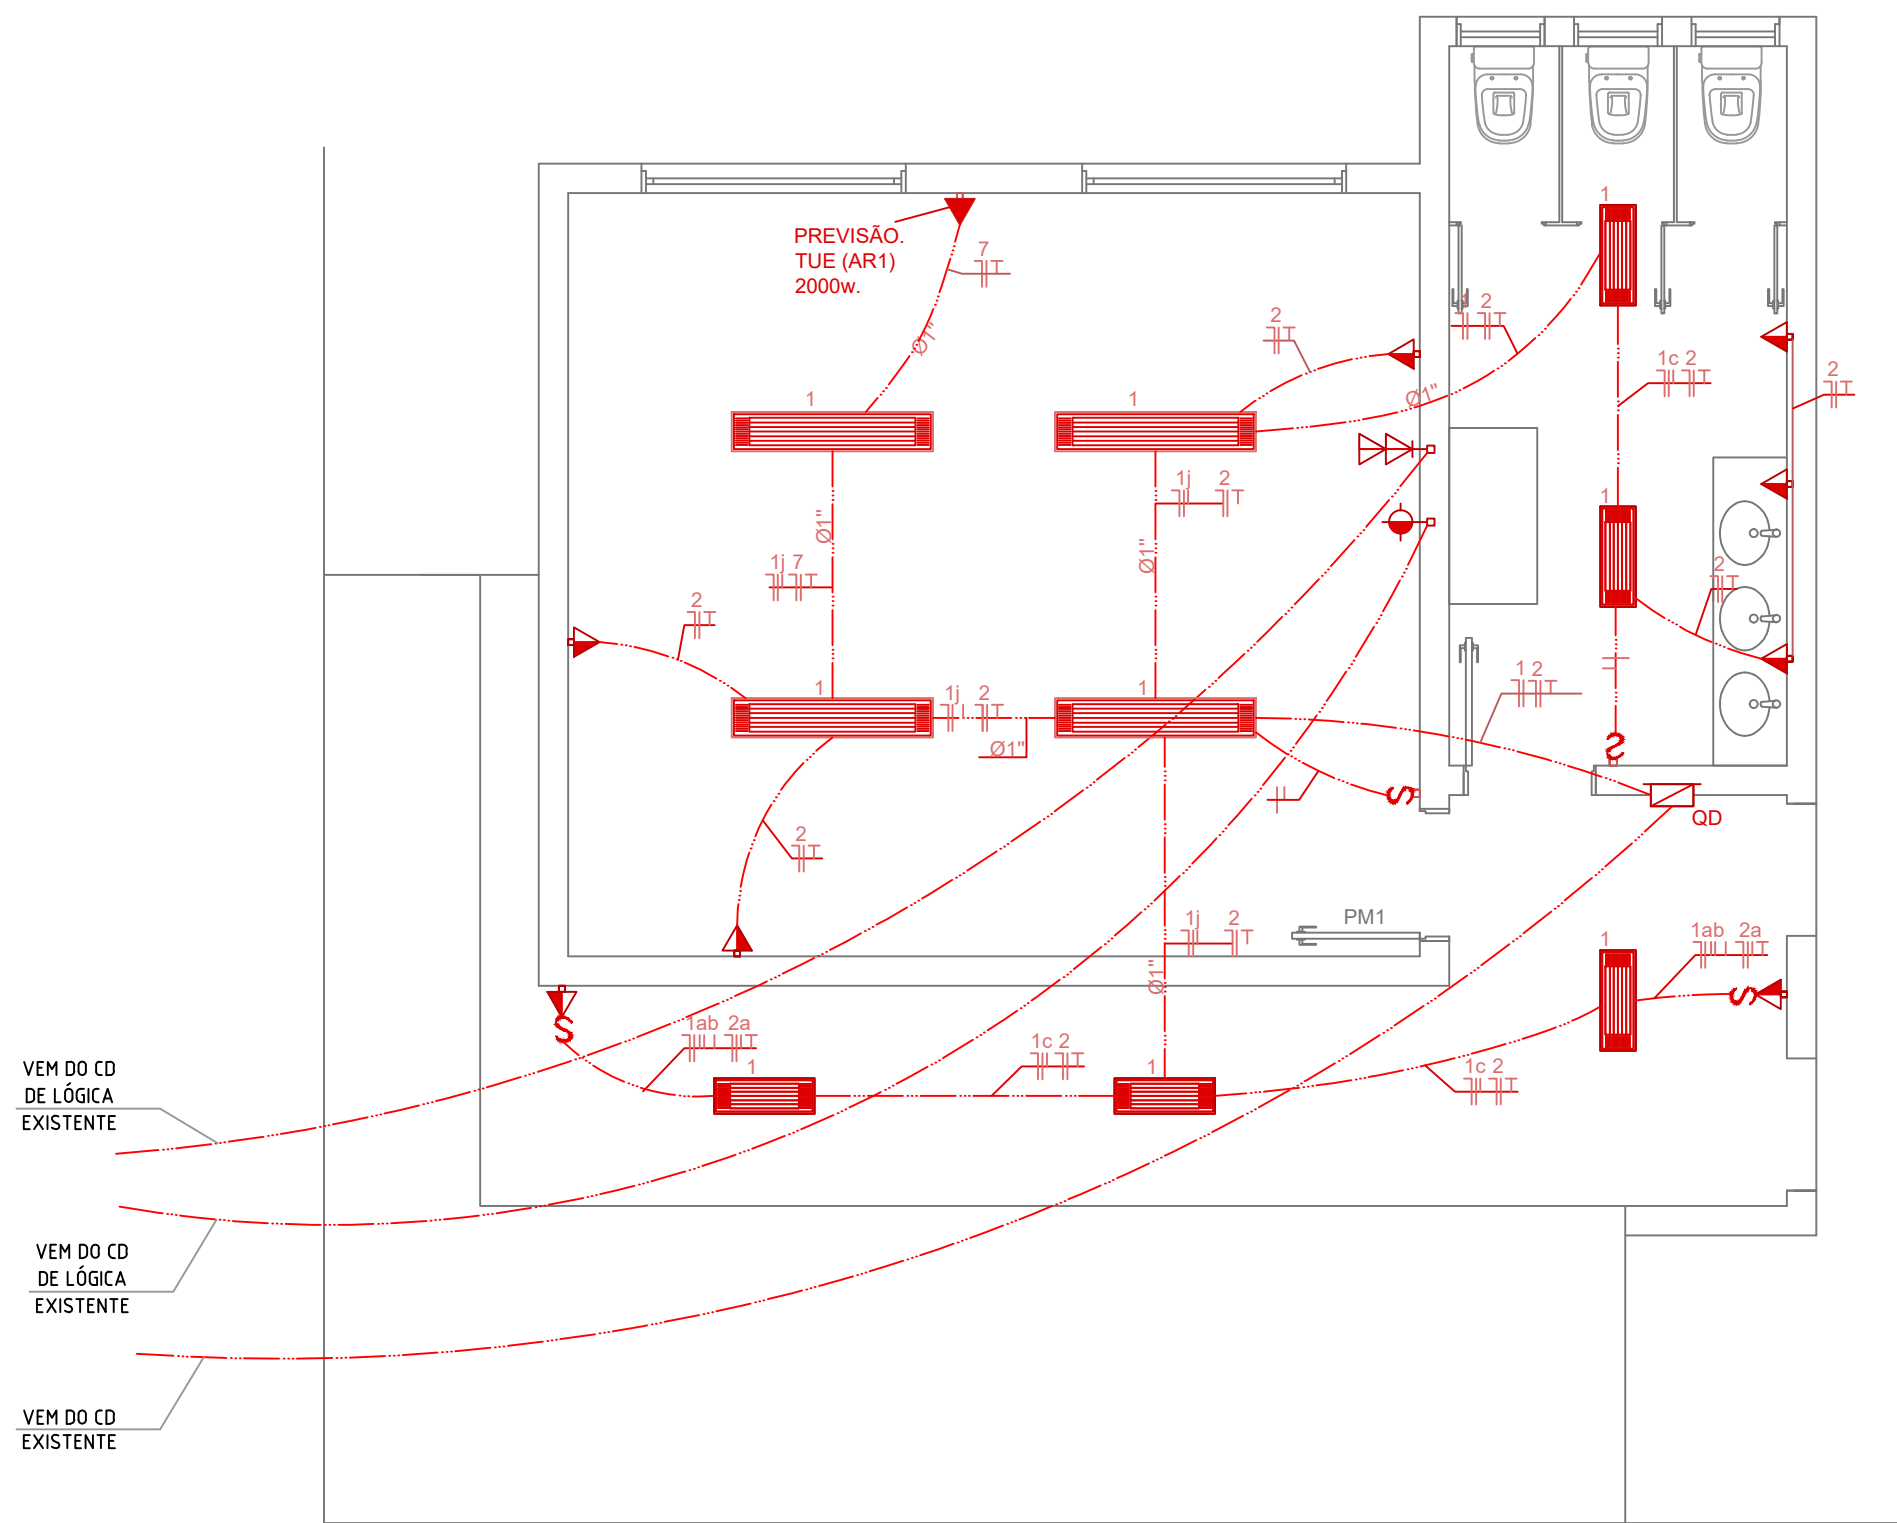 1
PREVISÃO.
TUE (AR1)
2000w.
7
Ø1"
2
1 2
Ø1"
1c 2
2
1
1
1j
2
1
Ø1"
Ø1"
1j 7
2
2
1
1j
2
1
1 2
Ø1"
QD
2
PM1
1j
2
1
1ab
2a
Ø1"
1ab
2a
1
1c 2
1
1c 2
VEM DO CD
DE LÓGICA
EXISTENTE
VEM DO CD
DE LÓGICA
EXISTENTE
VEM DO CD
EXISTENTE